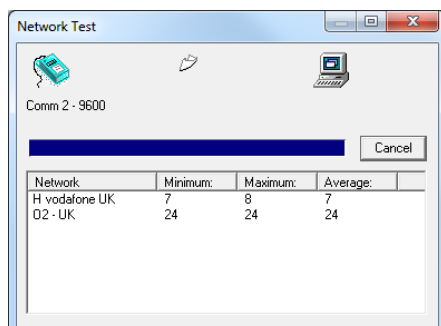 Network Test
Comm 2 - 9600
Cancel
Network Minimum: Maximum: Average:
H vodafone UK 7 8 7
O2 - UK 24 24 24